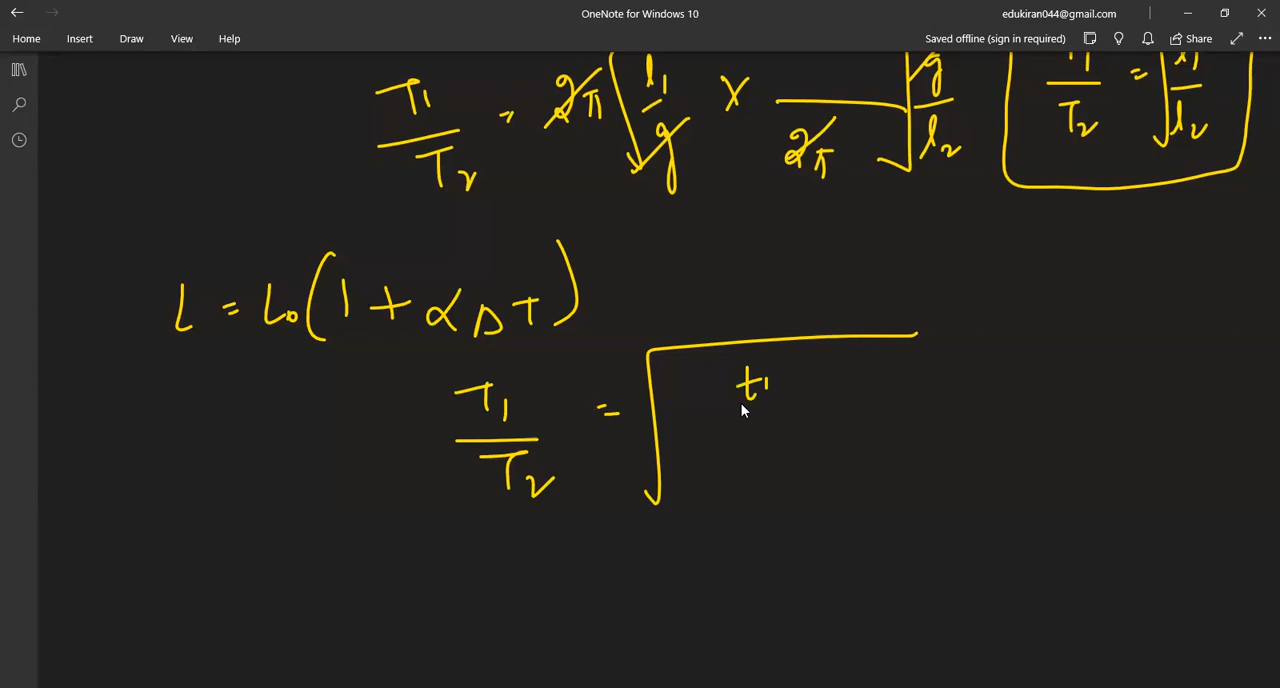 OneNote for Windows 10
edukiran044@gmail.com
Home Insert Draw View Help
Saved offline (sign in required)
Share
T1/T2 = 2π √(l1/g) × 1/2π √(g/l2)
T1/T2 = √(l1/l2)
L = L0(1 + αΔT)
T1/T2 = √ t1